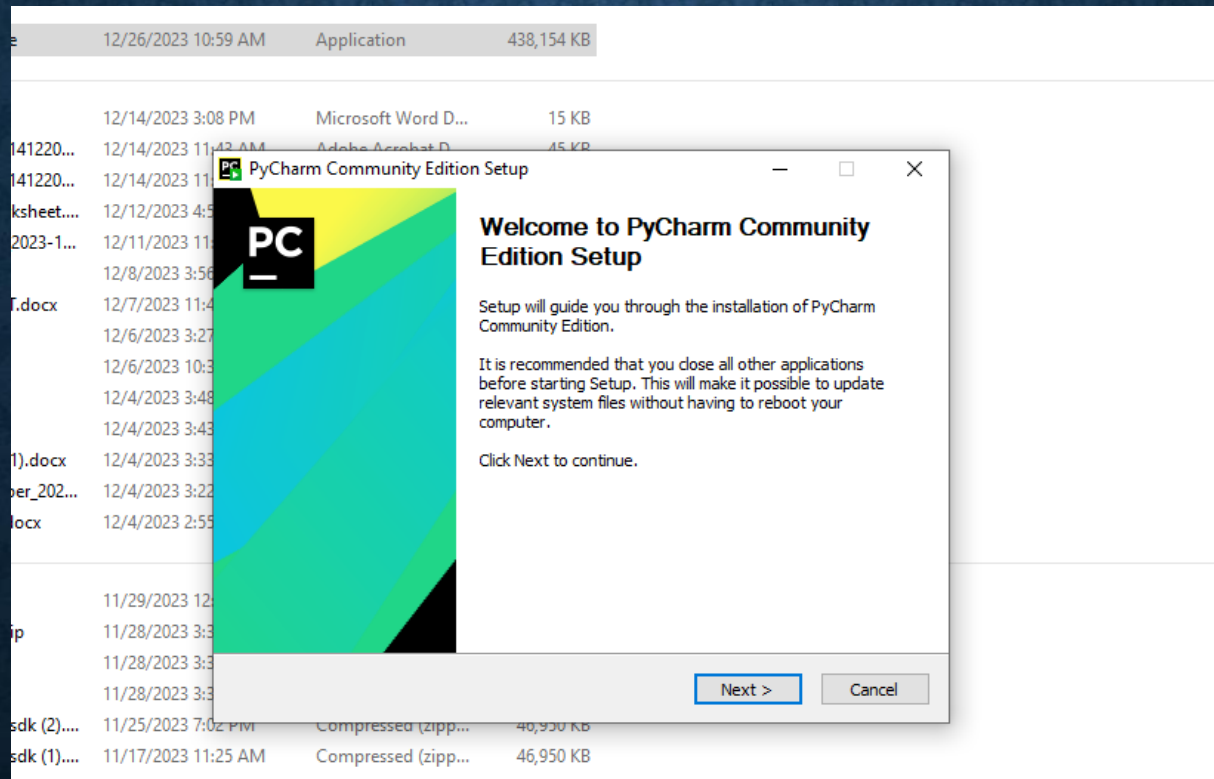 e 12/26/2023 10:59 AM Application 438,154 KB
12/14/2023 3:08 PM Microsoft Word D... 15 KB
141220... 12/14/2023 11:43 AM Adobe Acrobat D... 45 KB
141220... 12/14/2023 11:
ksheet.... 12/12/2023 4:5
2023-1... 12/11/2023 11:
12/8/2023 3:56
T.docx 12/7/2023 11:4
12/6/2023 3:27
12/6/2023 10:3
12/4/2023 3:48
12/4/2023 3:43
1).docx 12/4/2023 3:33
ber_202... 12/4/2023 3:22
docx 12/4/2023 2:55
11/29/2023 12:
ip 11/28/2023 3:3
11/28/2023 3:3
11/28/2023 3:3
sdk (2).... 11/25/2023 7:02 PM Compressed (zipp... 46,950 KB
sdk (1).... 11/17/2023 11:25 AM Compressed (zipp... 46,950 KB
PC PyCharm Community Edition Setup
PC
Welcome to PyCharm Community
Edition Setup
Setup will guide you through the installation of PyCharm
Community Edition.
It is recommended that you close all other applications
before starting Setup. This will make it possible to update
relevant system files without having to reboot your
computer.
Click Next to continue.
Next > Cancel